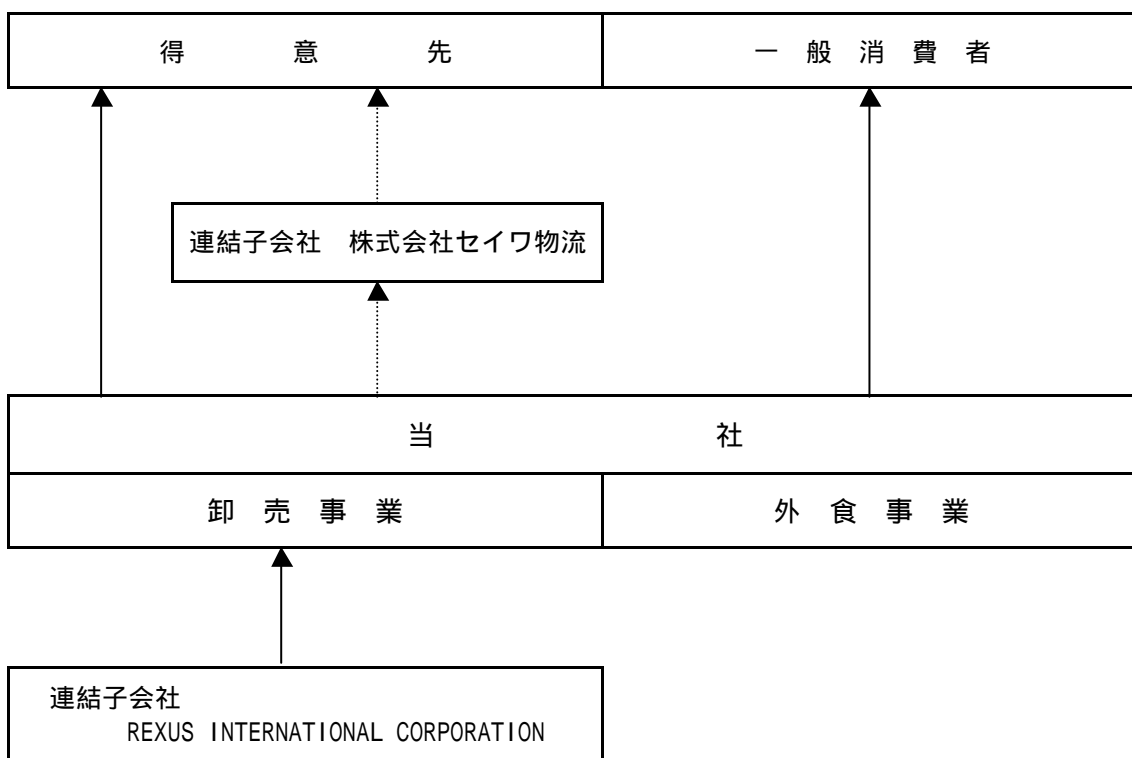 得意先
一般消費者
連結子会社　株式会社セイワ物流
当社
卸売事業
外食事業
連結子会社
REXUS INTERNATIONAL CORPORATION